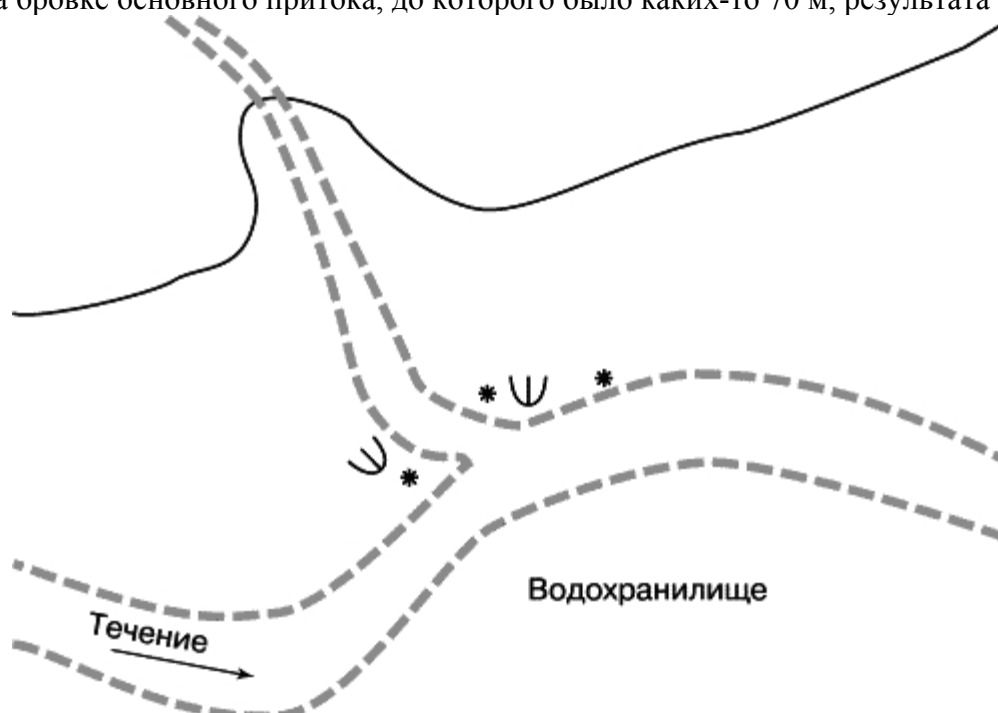 а бровке основного притока, до которого было каких-то 70 м, результата
Водохранилище
Течение